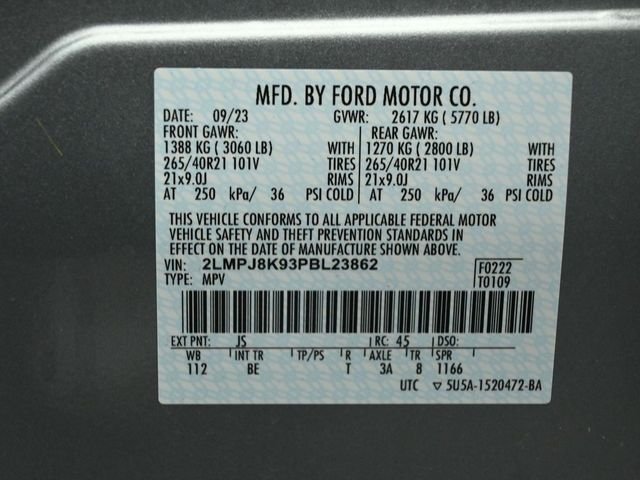 MFD. BY FORD MOTOR CO.
DATE: 09/23 GVWR: 2617 KG ( 5770 LB)
FRONT GAWR: REAR GAWR:
1388 KG ( 3060 LB) WITH 1270 KG ( 2800 LB) WITH
265/40R21 101V TIRES 265/40R21 101V TIRES
21x9.0J RIMS 21x9.0J RIMS
AT 250 kPa/ 36 PSI COLD AT 250 kPa/ 36 PSI COLD
THIS VEHICLE CONFORMS TO ALL APPLICABLE FEDERAL MOTOR
VEHICLE SAFETY AND THEFT PREVENTION STANDARDS IN
EFFECT ON THE DATE OF MANUFACTURE SHOWN ABOVE.
VIN: 2LMPJ8K93PBL23862 F0222
TYPE: MPV T0109
EXT PNT: JS RC: 45 DSO:
WB INT TR TP/PS R AXLE TR SPR
112 BE T 3A 8 1166
UTC ▽ 5U5A-1520472-BA